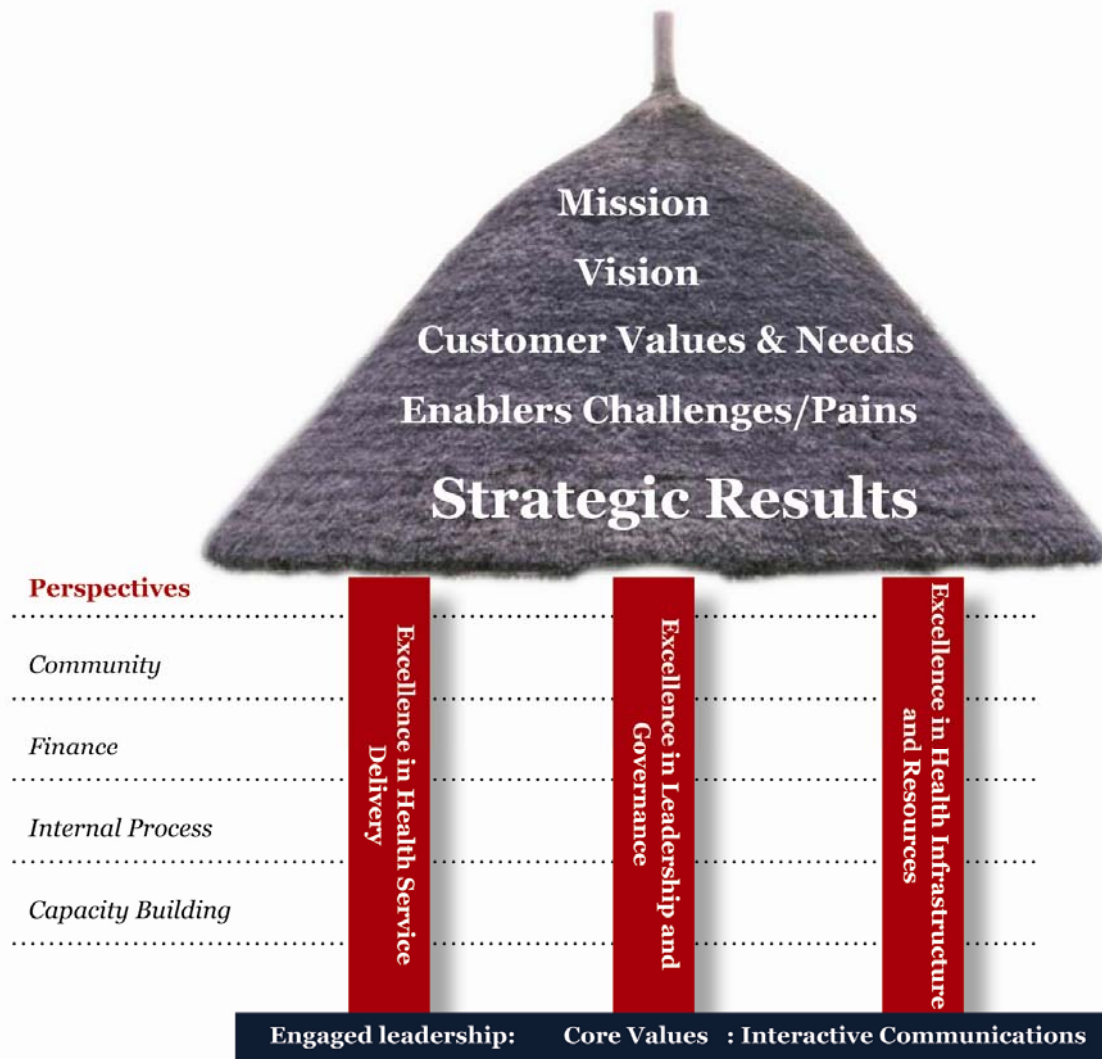 Mission
Vision
Customer Values & Needs
Enablers Challenges/Pains
Strategic Results
Perspectives
Community
Finance
Internal Process
Capacity Building
Excellence in Health Service
Delivery
Excellence in Leadership and
Governance
Excellence in Health Infrastructure
and Resources
Engaged leadership: Core Values : Interactive Communications